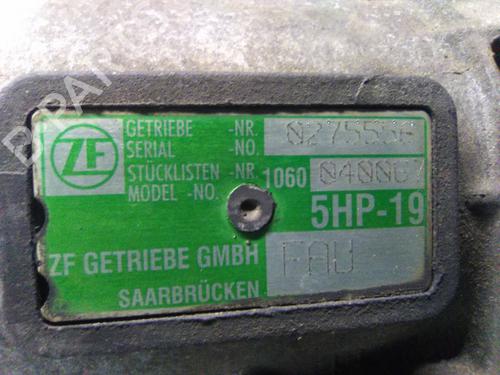 ZF
GETRIEBE -NR.
SERIAL -NO.
STÜCKLISTEN -NR.
MODEL -NO.
1060
5HP-19
ZF GETRIEBE GMBH
FAU
SAARBRÜCKEN